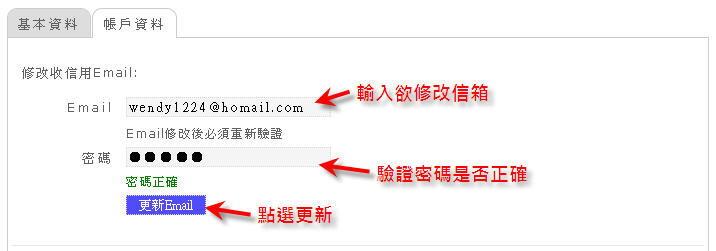 基本資料 帳戶資料
修改收信用Email:
Email wendy1224@homail.com 輸入欲修改信箱
Email修改後必須重新驗證
密碼 ●●●●● 驗證密碼是否正確
密碼正確
更新Email 點選更新